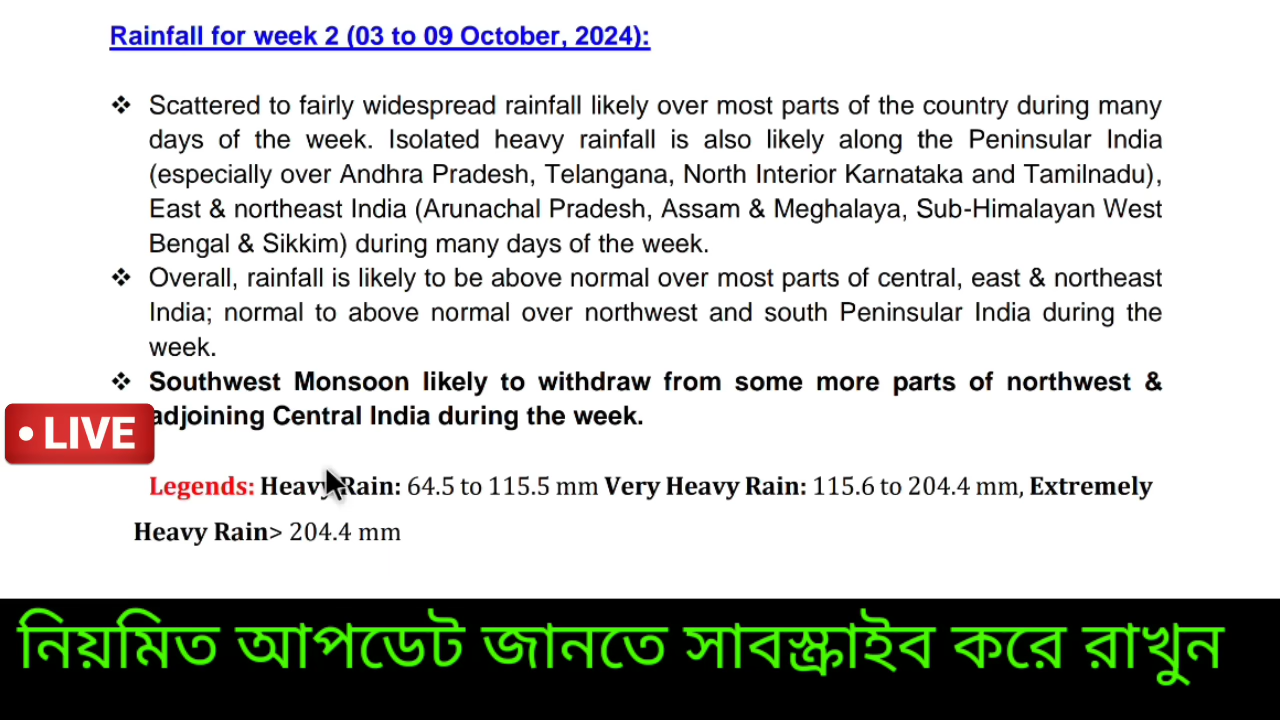 Rainfall for week 2 (03 to 09 October, 2024):
❖ Scattered to fairly widespread rainfall likely over most parts of the country during many
days of the week. Isolated heavy rainfall is also likely along the Peninsular India
(especially over Andhra Pradesh, Telangana, North Interior Karnataka and Tamilnadu),
East & northeast India (Arunachal Pradesh, Assam & Meghalaya, Sub-Himalayan West
Bengal & Sikkim) during many days of the week.
❖ Overall, rainfall is likely to be above normal over most parts of central, east & northeast
India; normal to above normal over northwest and south Peninsular India during the
week.
❖ Southwest Monsoon likely to withdraw from some more parts of northwest &
adjoining Central India during the week.
• LIVE
Legends: Heavy Rain: 64.5 to 115.5 mm Very Heavy Rain: 115.6 to 204.4 mm, Extremely
Heavy Rain> 204.4 mm
নিয়মিত আপডেট জানতে সাবস্ক্রাইব করে রাখুন